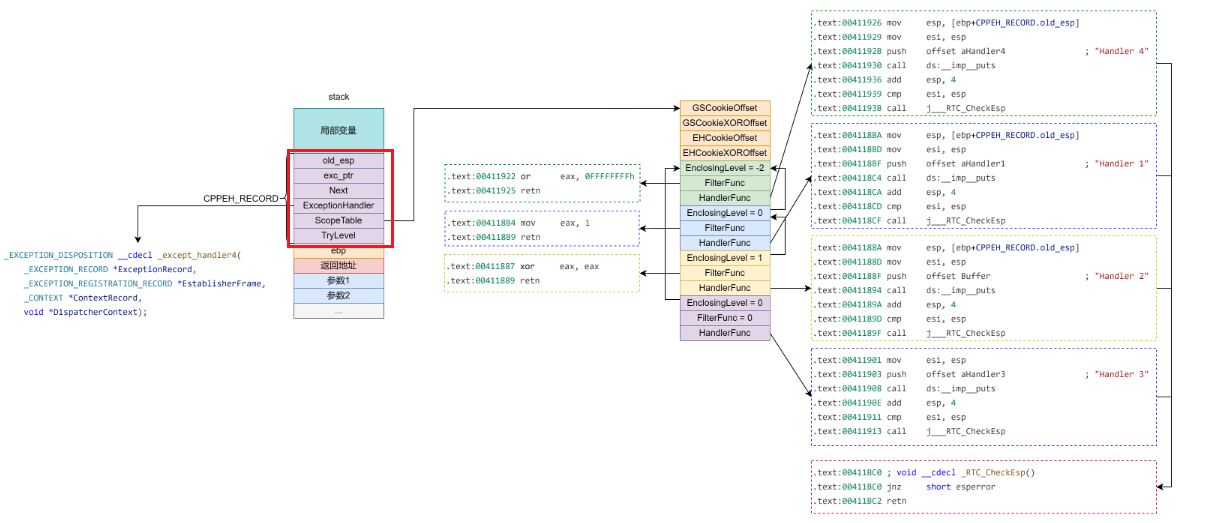 stack
局部变量
old_esp
exc_ptr
Next
ExceptionHandler
ScopeTable
TryLevel
ebp
返回地址
参数1
参数2
...
CPPEH_RECORD
_EXCEPTION_DISPOSITION __cdecl _except_handler4(
_EXCEPTION_RECORD *ExceptionRecord,
_EXCEPTION_REGISTRATION_RECORD *EstablisherFrame,
_CONTEXT *ContextRecord,
void *DispatcherContext);
.text:00411922 or eax, 0FFFFFFFFh
.text:00411925 retn
.text:004118B4 mov eax, 1
.text:004118B9 retn
.text:00411887 xor eax, eax
.text:00411889 retn
GSCookieOffset
GSCookieXOROffset
EHCookieOffset
EHCookieXOROffset
EnclosingLevel = -2
FilterFunc
HandlerFunc
EnclosingLevel = 0
FilterFunc
HandlerFunc
EnclosingLevel = 1
FilterFunc
HandlerFunc
EnclosingLevel = 0
FilterFunc = 0
HandlerFunc
.text:00411926 mov esp, [ebp+CPPEH_RECORD.old_esp]
.text:00411929 mov esi, esp
.text:0041192B push offset aHandler4 ; "Handler 4"
.text:00411930 call ds:__imp__puts
.text:00411936 add esp, 4
.text:00411939 cmp esi, esp
.text:0041193B call j___RTC_CheckEsp
.text:004118BA mov esp, [ebp+CPPEH_RECORD.old_esp]
.text:004118BD mov esi, esp
.text:004118BF push offset aHandler1 ; "Handler 1"
.text:004118C4 call ds:__imp__puts
.text:004118CA add esp, 4
.text:004118CD cmp esi, esp
.text:004118CF call j___RTC_CheckEsp
.text:0041188A mov esp, [ebp+CPPEH_RECORD.old_esp]
.text:0041188D mov esi, esp
.text:0041188F push offset Buffer ; "Handler 2"
.text:00411894 call ds:__imp__puts
.text:0041189A add esp, 4
.text:0041189D cmp esi, esp
.text:0041189F call j___RTC_CheckEsp
.text:00411901 mov esi, esp
.text:00411903 push offset aHandler3 ; "Handler 3"
.text:00411908 call ds:__imp__puts
.text:0041190E add esp, 4
.text:00411911 cmp esi, esp
.text:00411913 call j___RTC_CheckEsp
.text:00411BC0 ; void __cdecl _RTC_CheckEsp()
.text:00411BC0 jnz short esperror
.text:00411BC2 retn